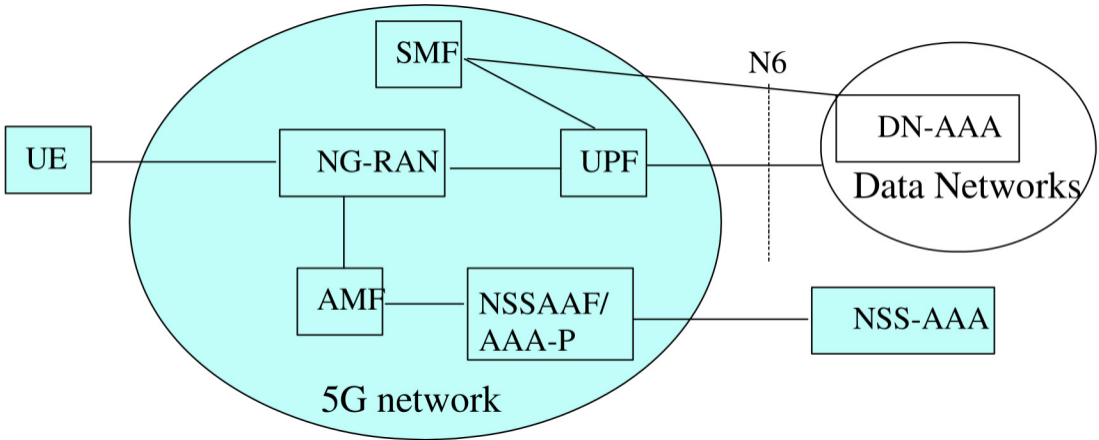 SMF
N6
DN-AAA
UE
NG-RAN
UPF
Data Networks
AMF
NSSAAF/
AAA-P
NSS-AAA
5G network